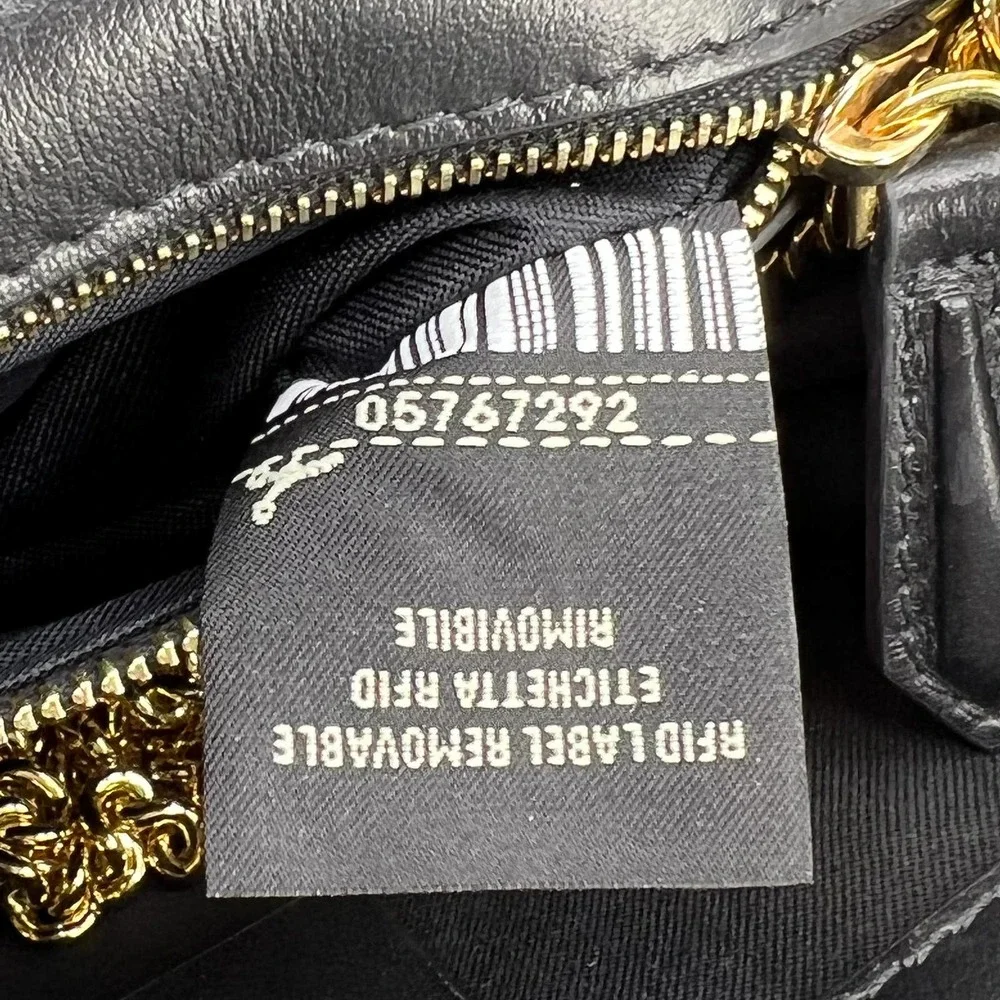 05767292
RFID LABEL REMOVABLE
ETICHETTA RFID
RIMOVIBILE